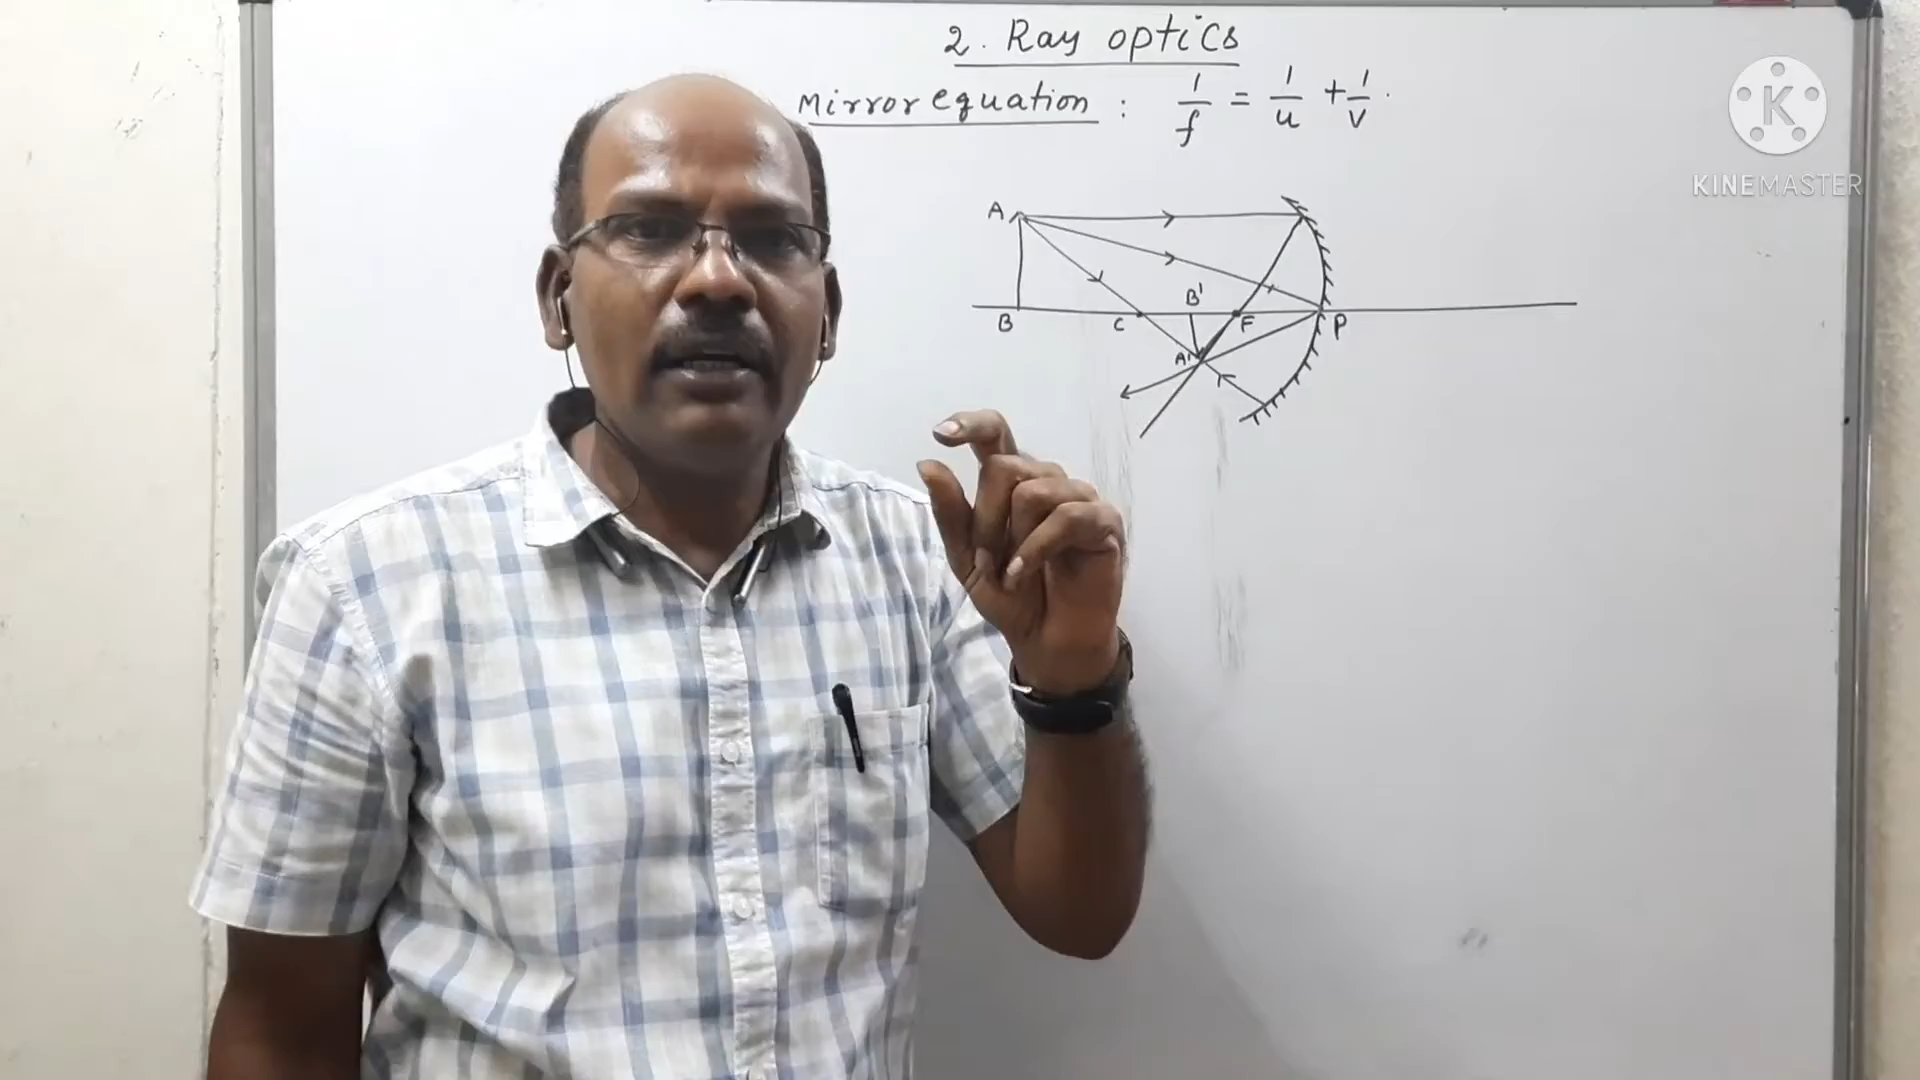 2. Ray optics
Mirror equation : 1/f = 1/u + 1/v.
K
KINEMASTER
A
B'
B
C
F
P
A'